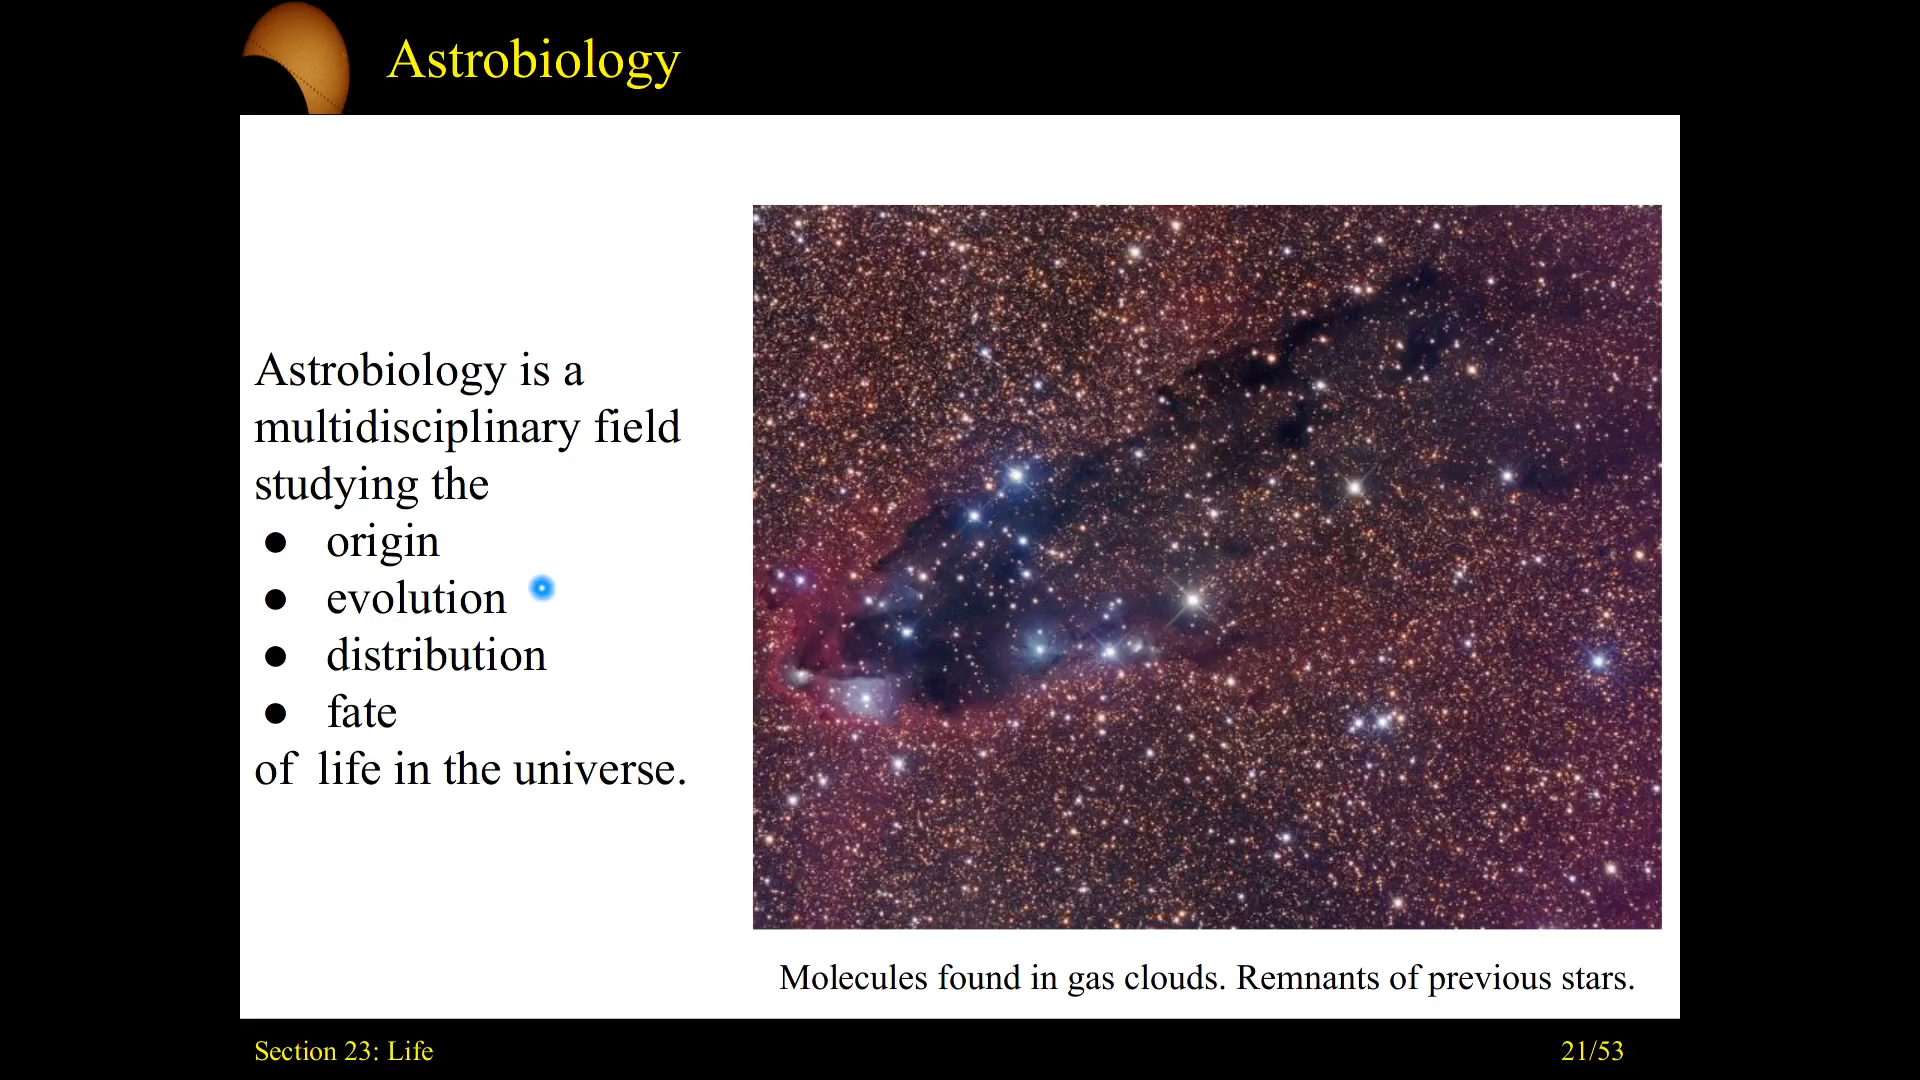 Astrobiology
Astrobiology is a
multidisciplinary field
studying the
● origin
● evolution
● distribution
● fate
of life in the universe.
Molecules found in gas clouds. Remnants of previous stars.
Section 23: Life
21/53